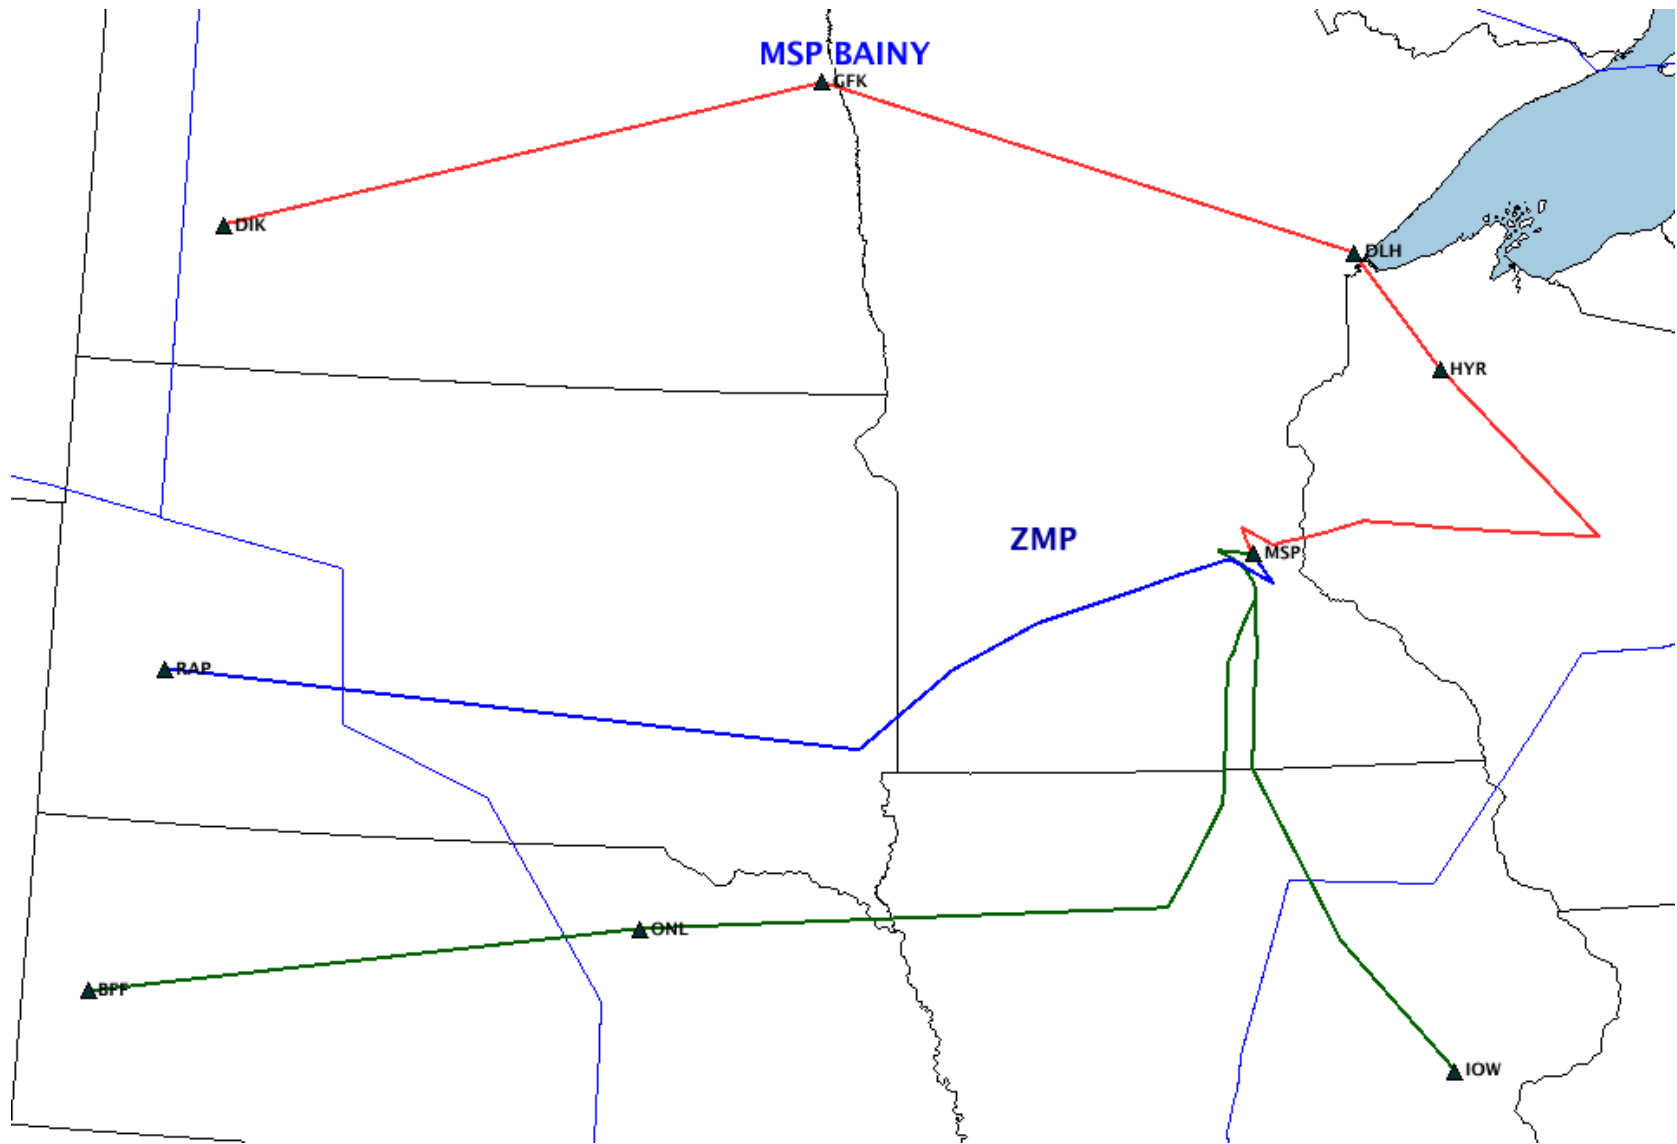 MSP BAINY
GFK
DIK
DLH
HYR
ZMP
MSP
RAP
ONL
BFF
IOW